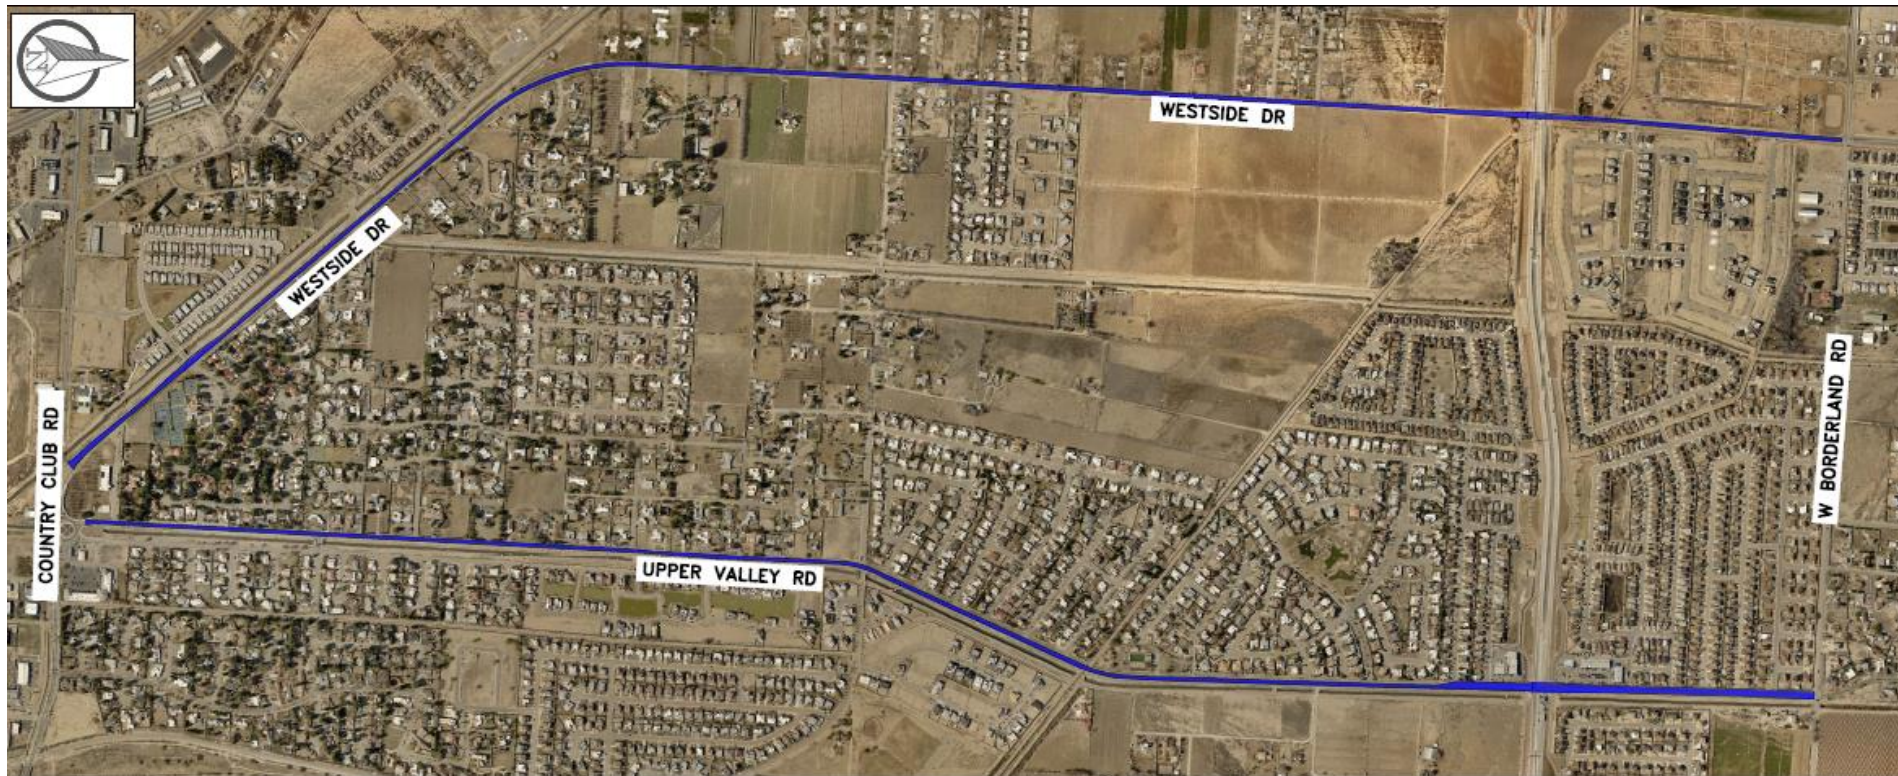 N
WESTSIDE DR
WESTSIDE DR
COUNTRY CLUB RD
W BORDERLAND RD
UPPER VALLEY RD